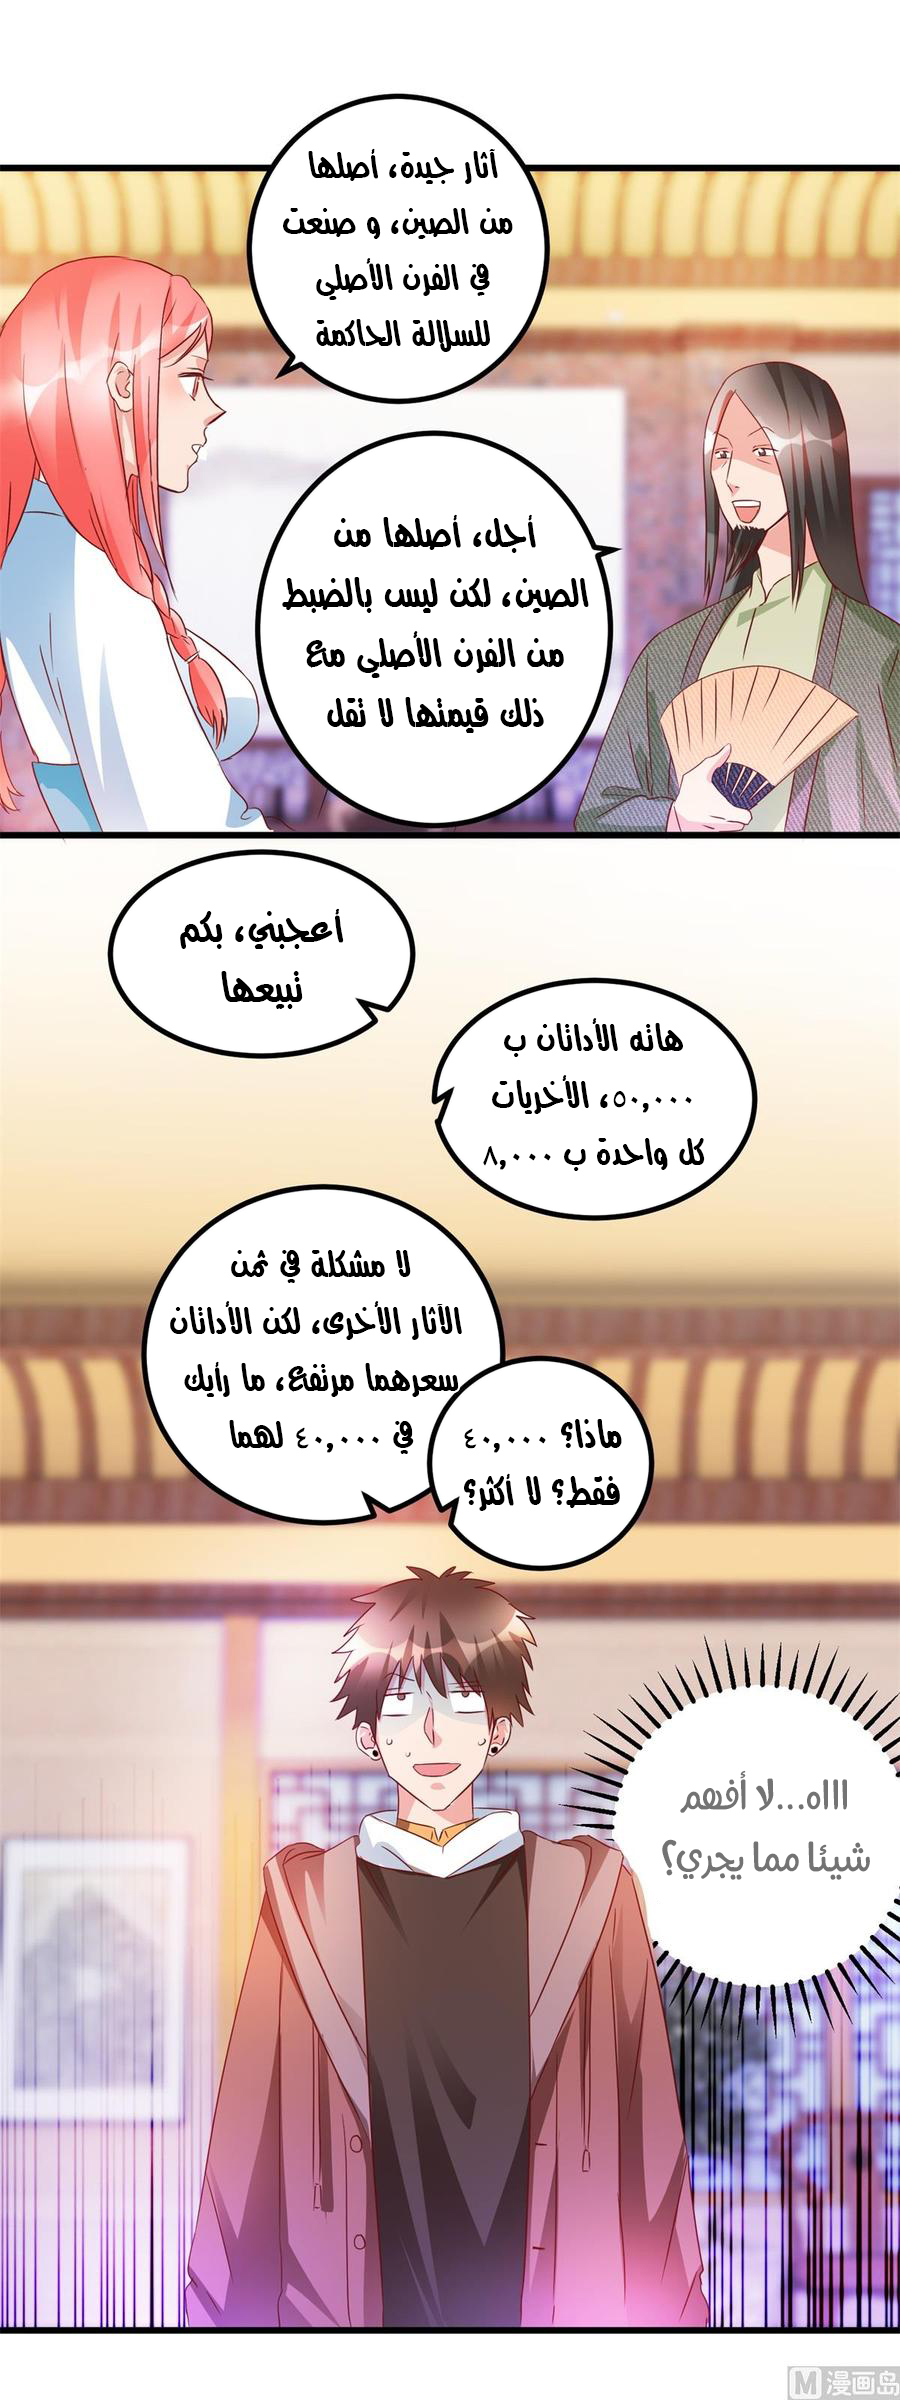 آثار جيدة، أصلها
من الصين، و صنعت
في الفرن الأصلي
للسلالة الحاكمة
أجل، أصلها من
الصين، لكن ليس بالضبط
من الفرن الأصلي مع
ذلك قيمتها لا تقل
أعجبني، بكم
تبيعها
هاته الأداتان ب
٥٠,٠٠٠، الأخريات
كل واحدة ب ٨,٠٠٠
لا مشكلة في ثمن
الآثار الأخرى، لكن الأداتان
سعرهما مرتفع، ما رأيك
في ٤٠,٠٠٠ لهما
ماذا؟ ٤٠,٠٠٠
فقط؟ لا أكثر؟
اااه...لا أفهم
شيئا مما يجري؟
M 漫画岛